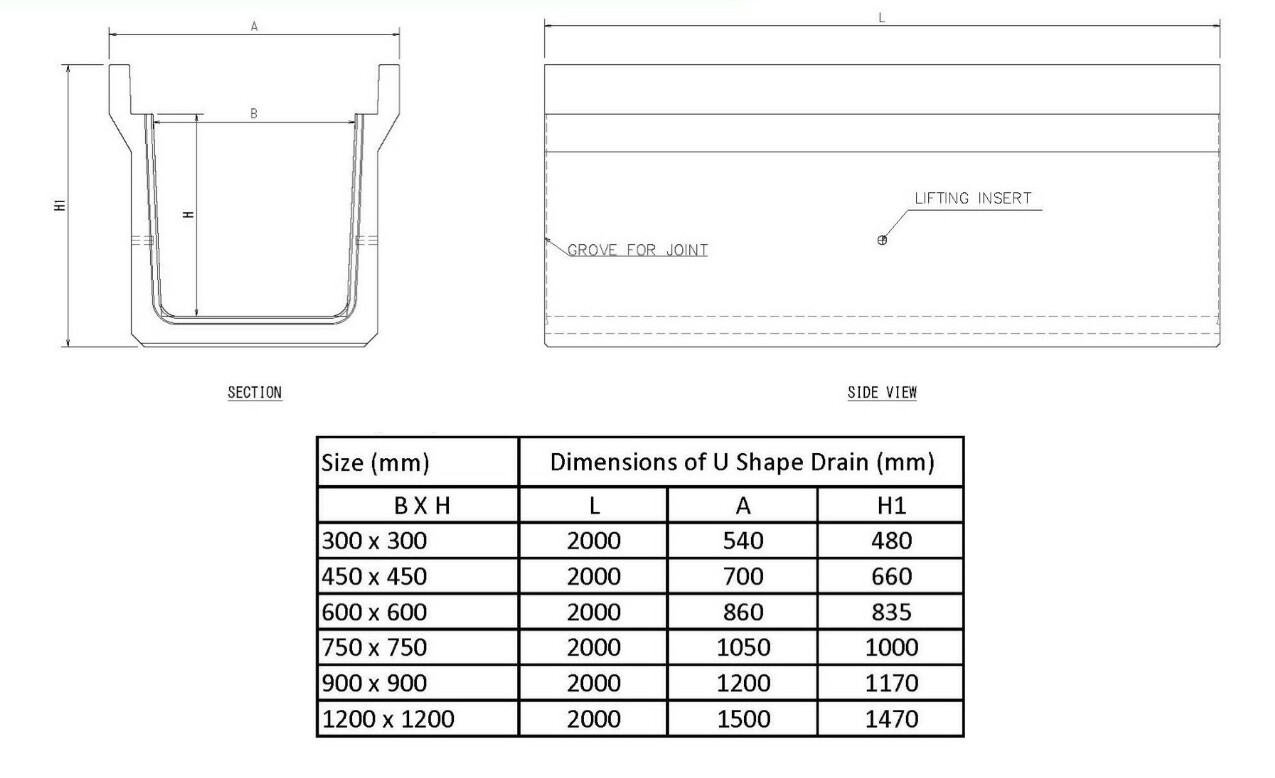 A
L
B
H1
H
LIFTING INSERT
GROVE FOR JOINT
SECTION
SIDE VIEW
Size (mm) Dimensions of U Shape Drain (mm)
B X H L A H1
300 x 300 2000 540 480
450 x 450 2000 700 660
600 x 600 2000 860 835
750 x 750 2000 1050 1000
900 x 900 2000 1200 1170
1200 x 1200 2000 1500 1470